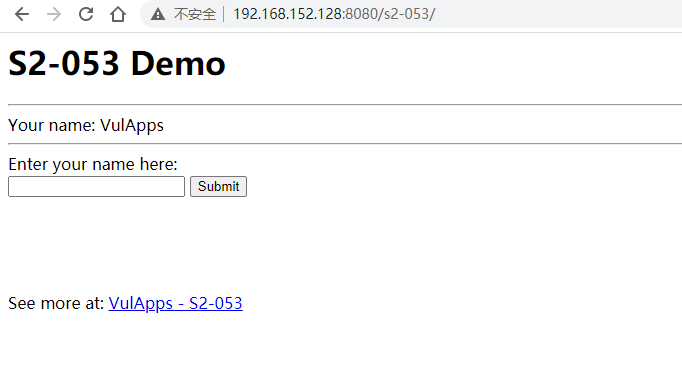 不安全 | 192.168.152.128:8080/s2-053/
S2-053 Demo
Your name: VulApps
Enter your name here:
Submit
See more at: VulApps - S2-053